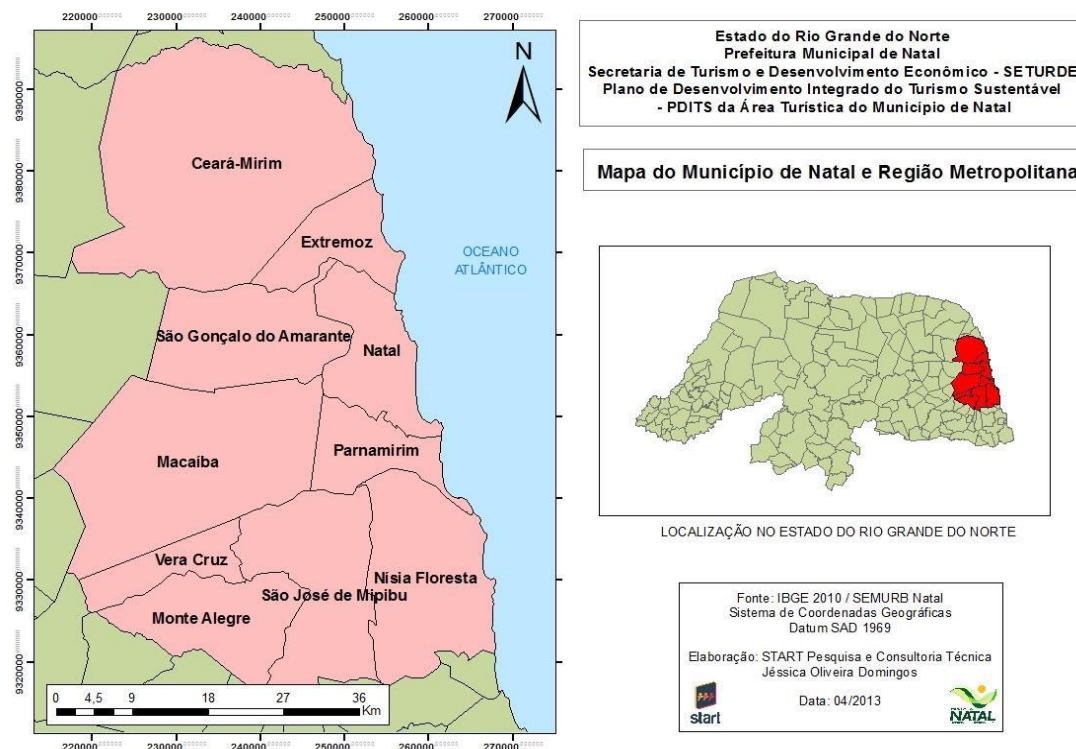 220000 230000 240000 250000 260000 270000
9390000
9380000
9370000
9360000
9350000
9340000
9330000
9320000
N
Ceará-Mirim
Extremoz
OCEANO
ATLÂNTICO
São Gonçalo do Amarante
Natal
Parnamirim
Macaíba
Vera Cruz
Nísia Floresta
São José de Mipibu
Monte Alegre
0 4,5 9 18 27 36
Km
220000 230000 240000 250000 260000 270000
Estado do Rio Grande do Norte
Prefeitura Municipal de Natal
Secretaria de Turismo e Desenvolvimento Econômico - SETURDE
Plano de Desenvolvimento Integrado do Turismo Sustentável
- PDITS da Área Turística do Município de Natal
Mapa do Município de Natal e Região Metropolitana
LOCALIZAÇÃO NO ESTADO DO RIO GRANDE DO NORTE
Fonte: IBGE 2010 / SEMURB Natal
Sistema de Coordenadas Geográficas
Datum SAD 1969
Elaboração: START Pesquisa e Consultoria Técnica
Jéssica Oliveira Domingos
Data: 04/2013
start
NATAL